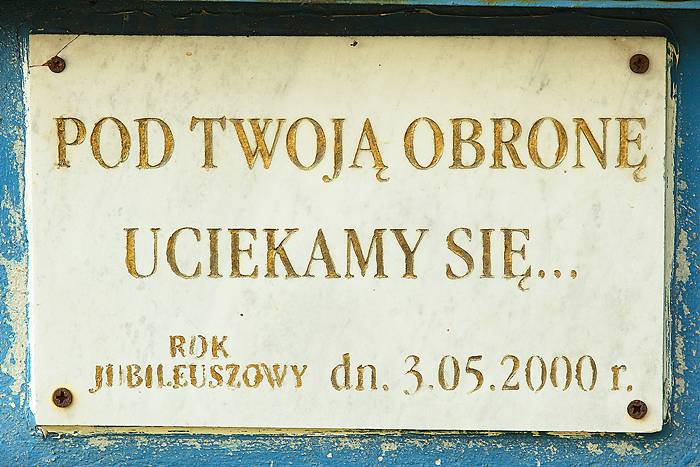 POD TWOJĄ OBRONĘ
UCIEKAMY SIĘ...
ROK
JUBILEUSZOWY dn. 3.05.2000 r.